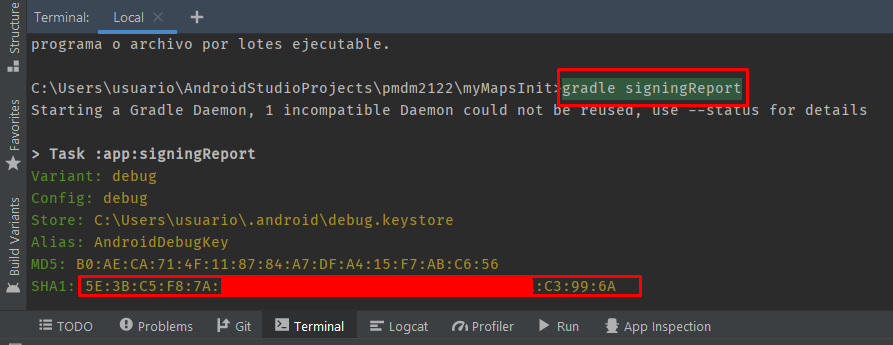 Structure
Favorites
Build Variants
Terminal: Local
programa o archivo por lotes ejecutable.
C:\Users\usuario\AndroidStudioProjects\pmdm2122\myMapsInit>gradle signingReport
Starting a Gradle Daemon, 1 incompatible Daemon could not be reused, use --status for details
> Task :app:signingReport
Variant: debug
Config: debug
Store: C:\Users\usuario\.android\debug.keystore
Alias: AndroidDebugKey
MD5: B0:AE:CA:71:4F:11:87:84:A7:DF:A4:15:F7:AB:C6:56
SHA1: 5E:3B:C5:F8:7A: :C3:99:6A
TODO Problems Git Terminal Logcat Profiler Run App Inspection